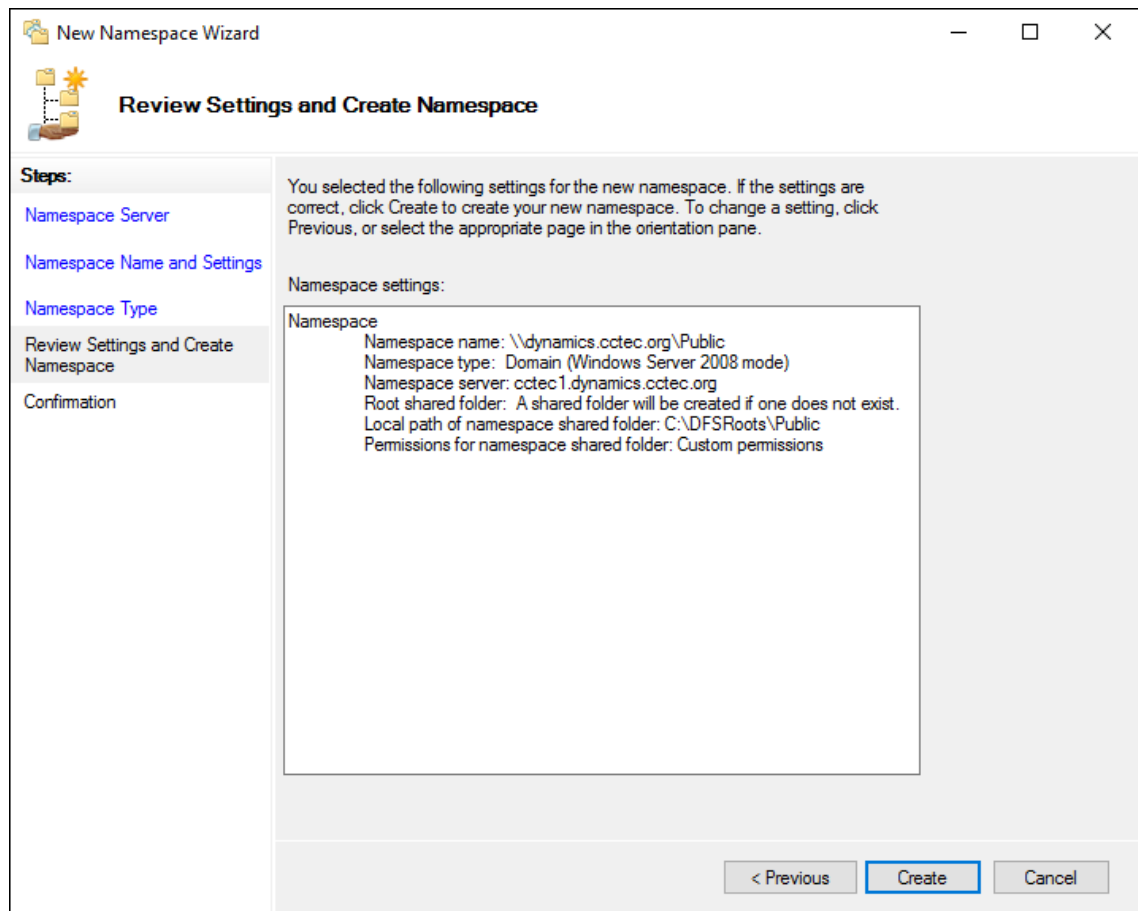 New Namespace Wizard
Review Settings and Create Namespace
Steps:
Namespace Server
Namespace Name and Settings
Namespace Type
Review Settings and Create
Namespace
Confirmation
You selected the following settings for the new namespace. If the settings are
correct, click Create to create your new namespace. To change a setting, click
Previous, or select the appropriate page in the orientation pane.
Namespace settings:
Namespace
Namespace name: \\dynamics.cctec.org\Public
Namespace type:  Domain (Windows Server 2008 mode)
Namespace server: cctec1.dynamics.cctec.org
Root shared folder:  A shared folder will be created if one does not exist.
Local path of namespace shared folder: C:\DFSRoots\Public
Permissions for namespace shared folder: Custom permissions
< Previous
Create
Cancel